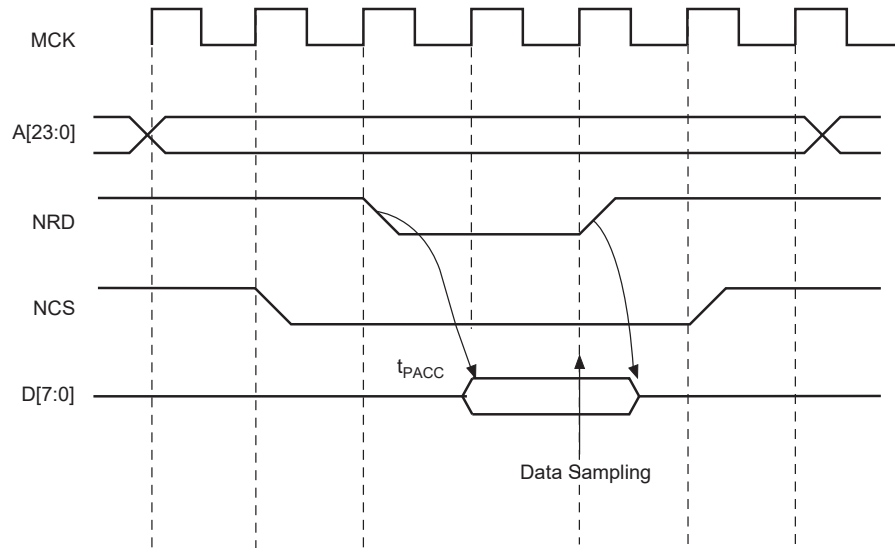 MCK
A[23:0]
NRD
NCS
tPACC
D[7:0]
Data Sampling